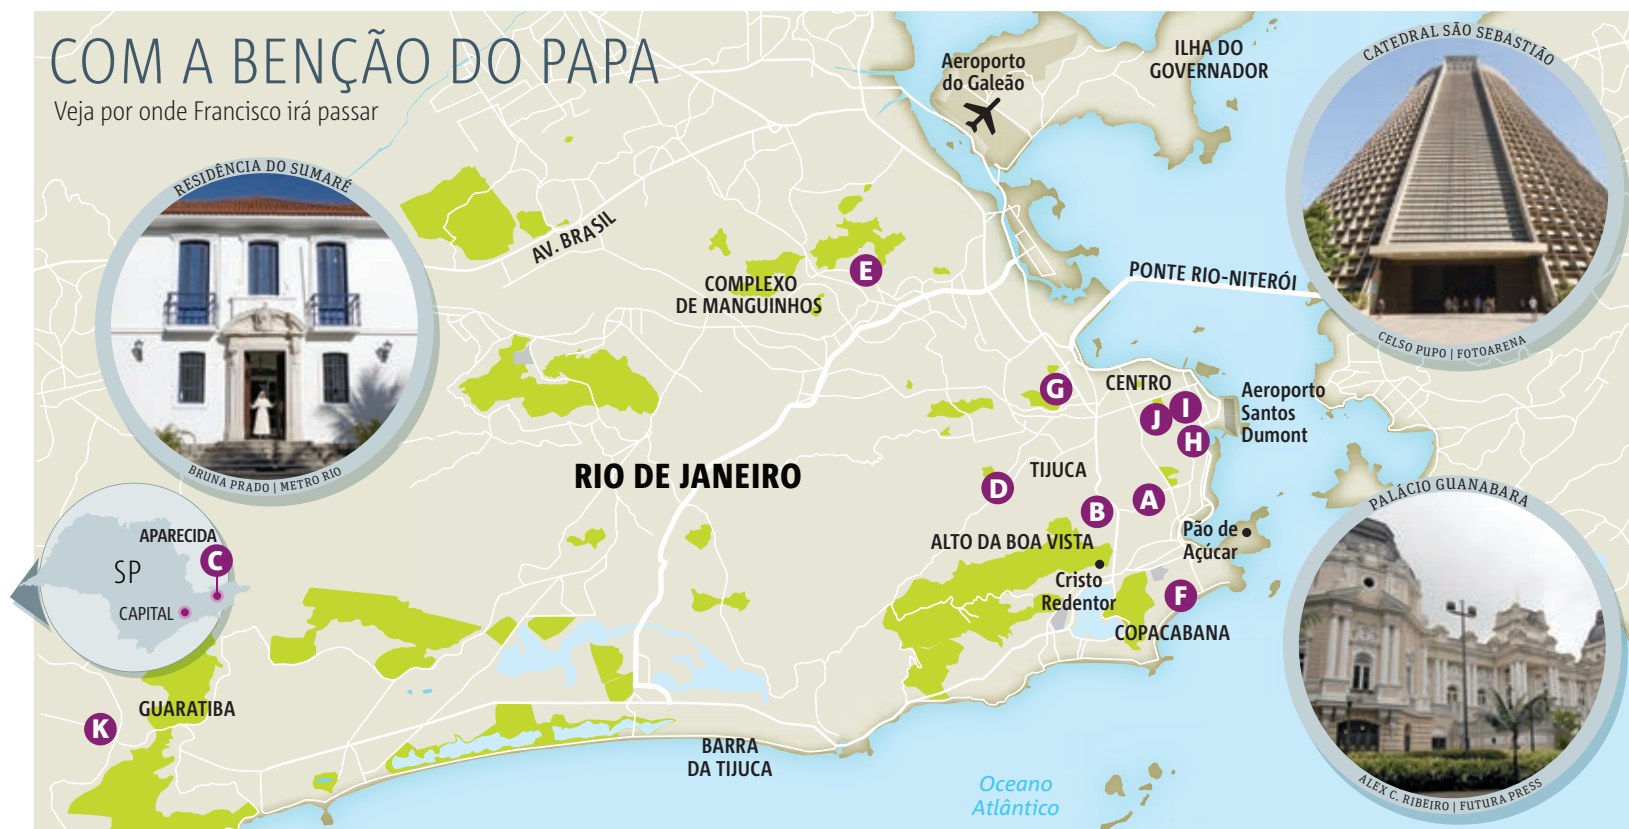 COM A BENÇÃO DO PAPA
Veja por onde Francisco irá passar
Aeroporto
do Galeão
ILHA DO
GOVERNADOR
CATEDRAL SÃO SEBASTIÃO
CELSO PUPO | FOTOARENA
RESIDÊNCIA DO SUMARÉ
BRUNA PRADO | METRO RIO
AV. BRASIL
E
COMPLEXO
DE MANGUINHOS
PONTE RIO-NITERÓI
G
CENTRO
I
J
H
Aeroporto
Santos
Dumont
RIO DE JANEIRO
TIJUCA
D
A
B
ALTO DA BOA VISTA
Pão de
Açúcar
Cristo
Redentor
F
COPACABANA
PALÁCIO GUANABARA
ALEX C. RIBEIRO | FUTURA PRESS
APARECIDA
C
SP
CAPITAL
GUARATIBA
K
BARRA
DA TIJUCA
Oceano
Atlântico